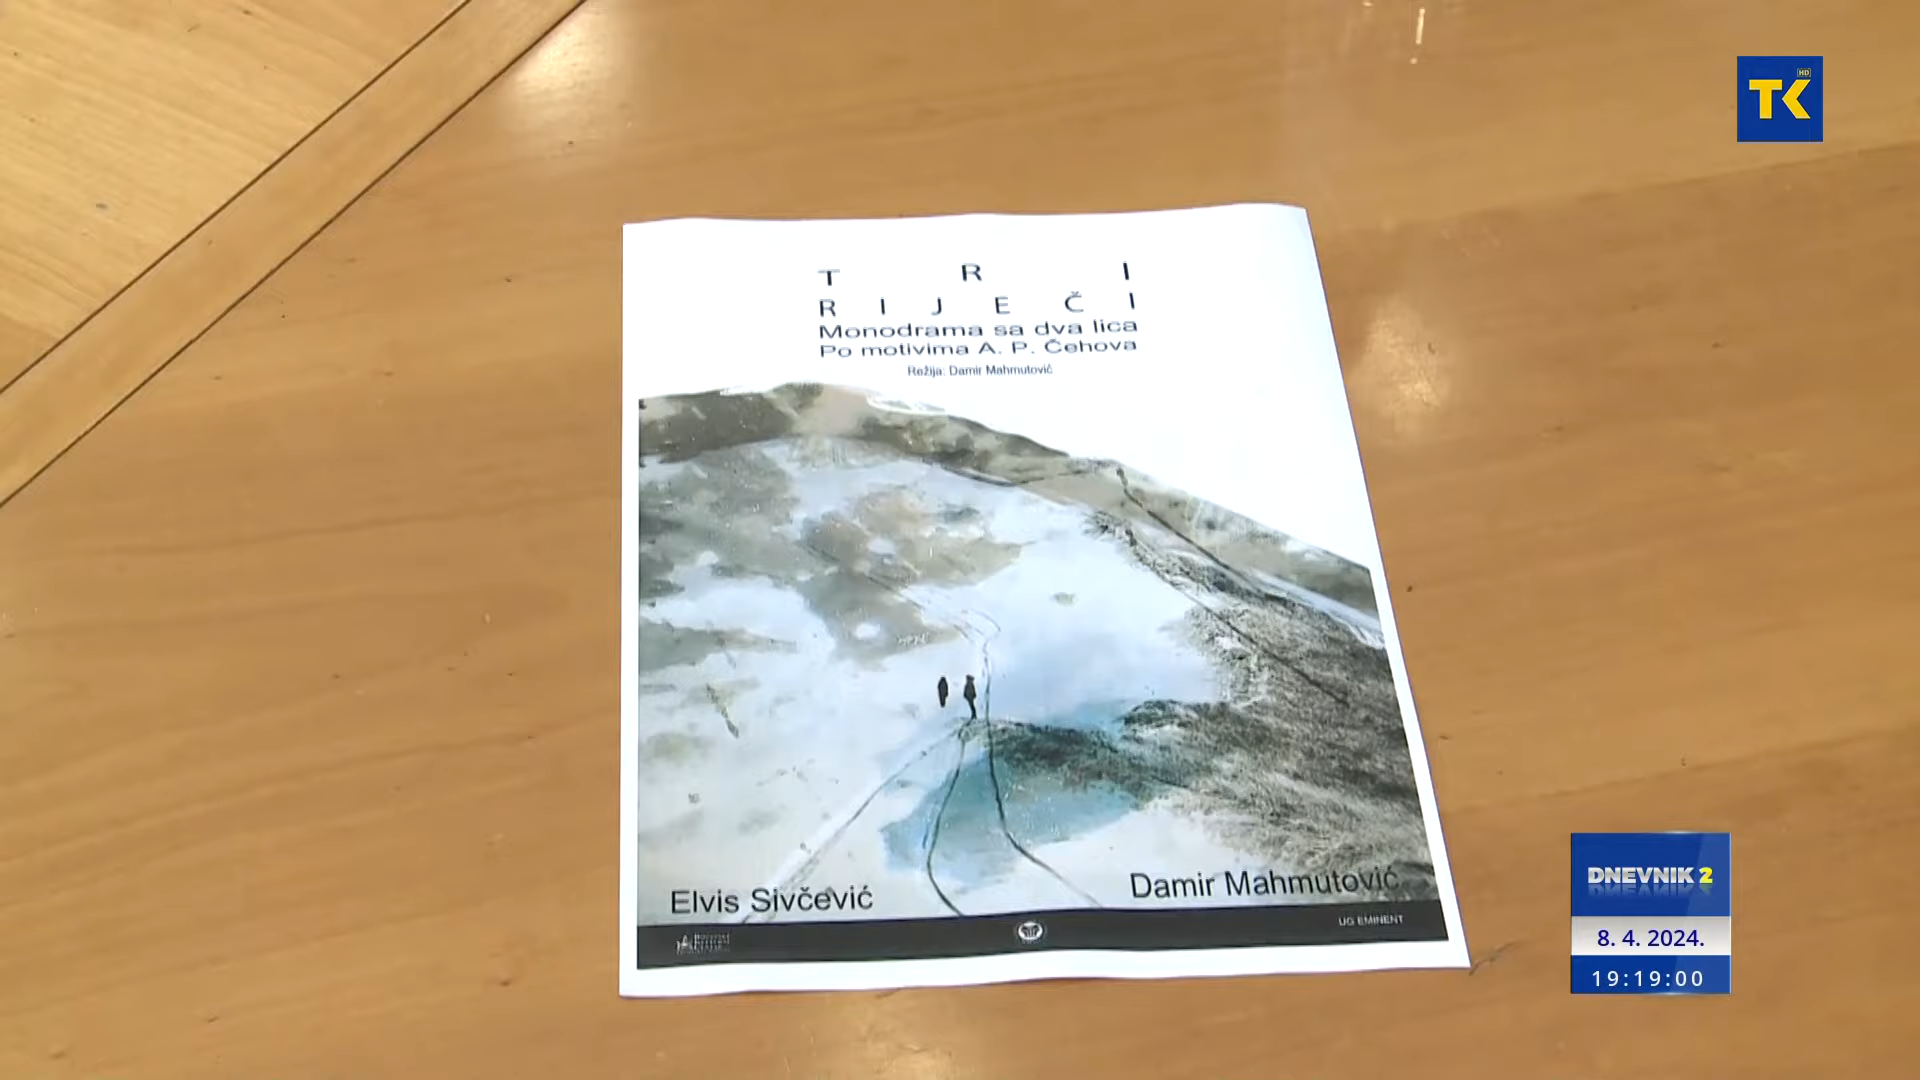 TK HD
T R I
R I J E Č I
Monodrama sa dva lica
Po motivima A. P. Čehova
Režija: Damir Mahmutović
Elvis Sivčević
Damir Mahmutović
UG EMINENT
DNEVNIK 2
8. 4. 2024.
19:19:00